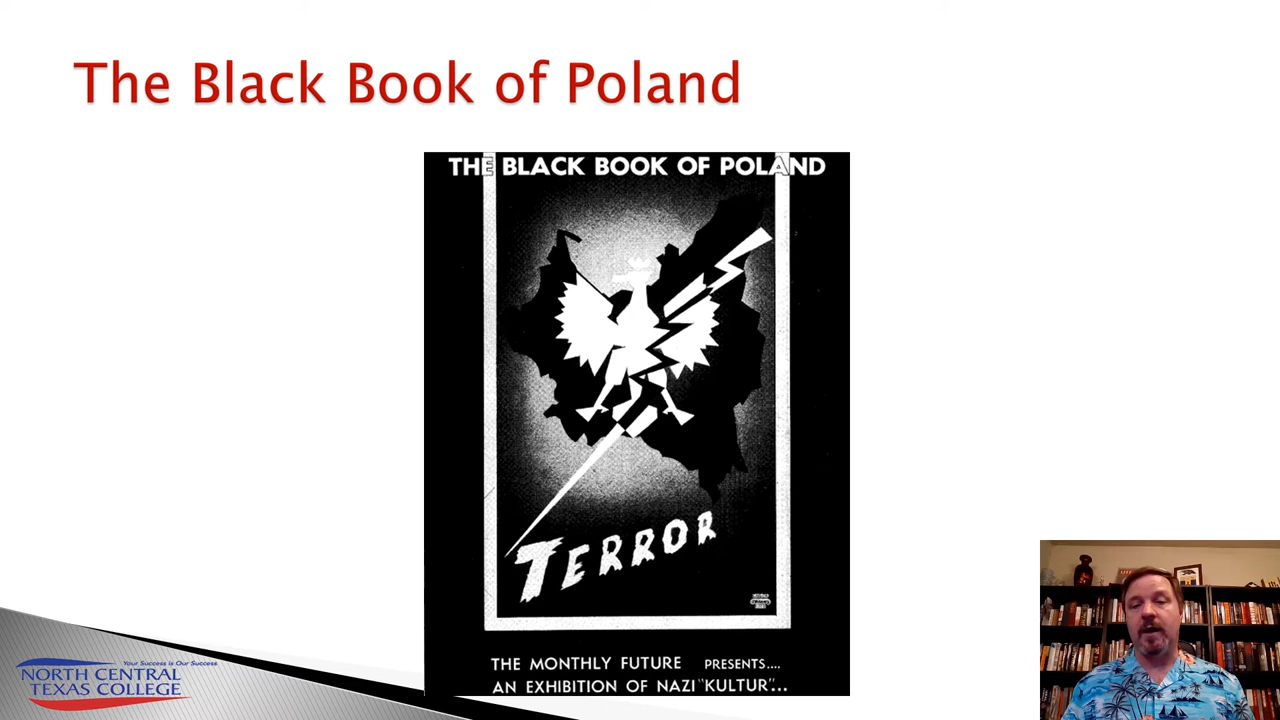 The Black Book of Poland
THE BLACK BOOK OF POLAND
TERROR
THE MONTHLY FUTURE PRESENTS....
AN EXHIBITION OF NAZI "KULTUR"...
Your Success is Our Success
NORTH CENTRAL
TEXAS COLLEGE